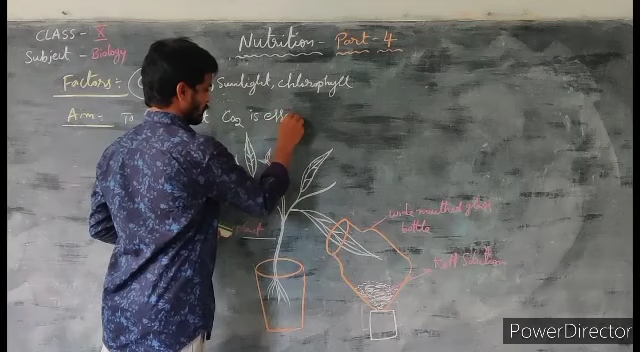 CLASS - X
Subject - Biology
Nutrition - Part - 4
Factors :- Sunlight, chlorophyll
Aim - To CO2 is ess
wide mouthed glass
bottle
KOH Solution
PowerDirector